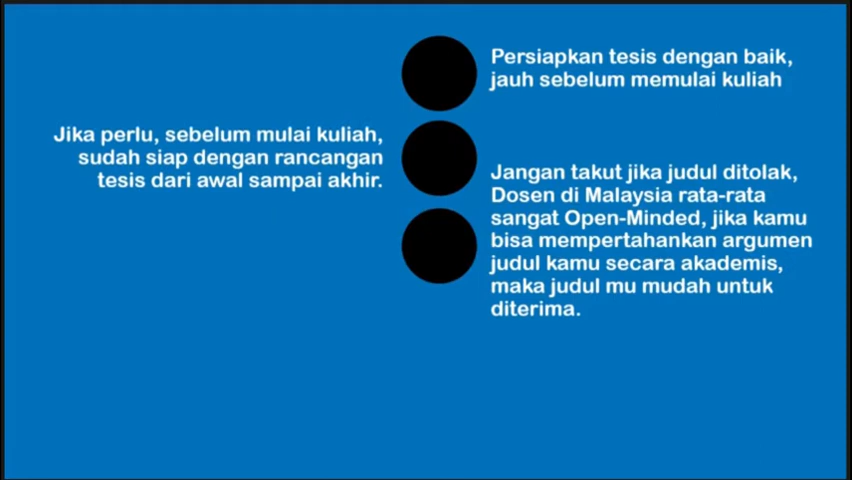 Persiapkan tesis dengan baik,
jauh sebelum memulai kuliah
Jika perlu, sebelum mulai kuliah,
sudah siap dengan rancangan
tesis dari awal sampai akhir.
Jangan takut jika judul ditolak,
Dosen di Malaysia rata-rata
sangat Open-Minded, jika kamu
bisa mempertahankan argumen
judul kamu secara akademis,
maka judul mu mudah untuk
diterima.